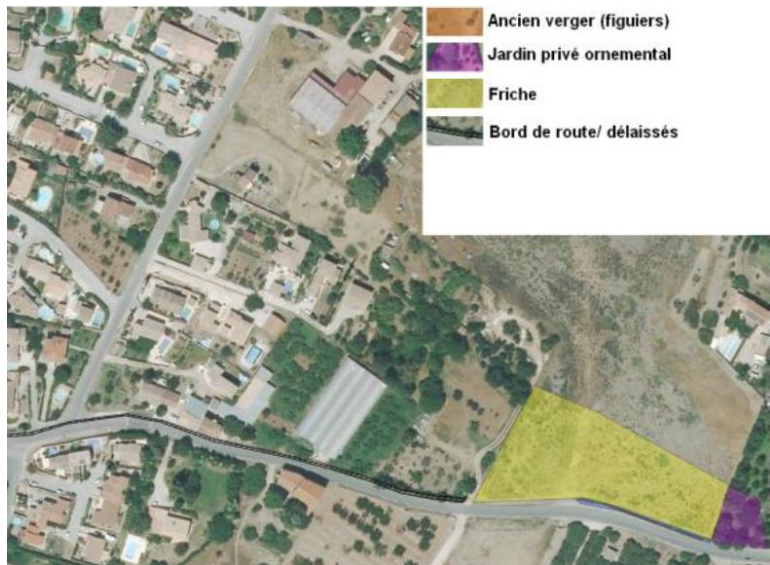 Ancien verger (figuiers)
Jardin privé ornemental
Friche
Bord de route/ délaissés